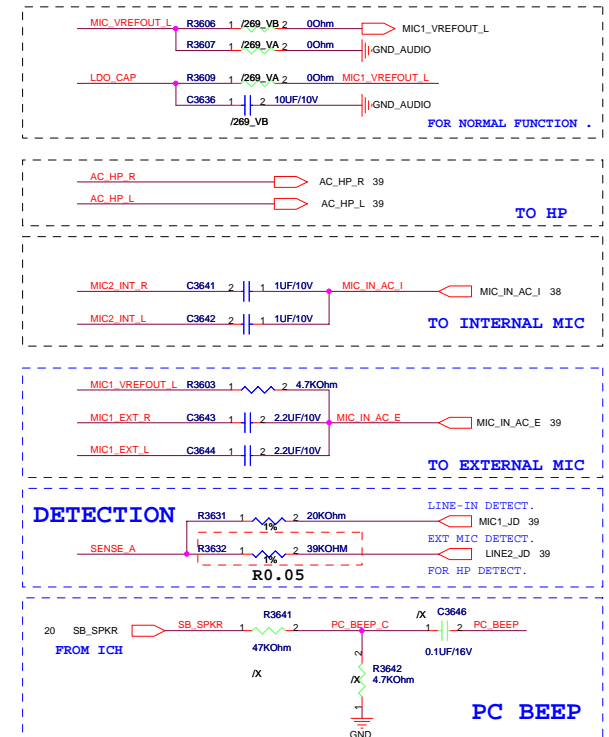 MIC_VREFOUT_L R3606 1 /269_VB 2 0Ohm MIC1_VREFOUT_L
R3607 1 /269_VA 2 0Ohm GND_AUDIO
LDO_CAP R3609 1 /269_VA 2 0Ohm MIC1_VREFOUT_L
C3636 1 2 10UF/10V GND_AUDIO
/269_VB
FOR NORMAL FUNCTION .
AC_HP_R AC_HP_R 39
AC_HP_L AC_HP_L 39
TO HP
MIC2_INT_R C3641 2 1 1UF/10V MIC_IN_AC_I MIC_IN_AC_I 38
MIC2_INT_L C3642 2 1 1UF/10V
TO INTERNAL MIC
MIC1_VREFOUT_L R3603 1 2 4.7KOhm
MIC1_EXT_R C3643 1 2 2.2UF/10V MIC_IN_AC_E MIC_IN_AC_E 39
MIC1_EXT_L C3644 1 2 2.2UF/10V
TO EXTERNAL MIC
DETECTION
LINE-IN DETECT.
R3631 1 2 20KOhm MIC1_JD 39
1%
EXT MIC DETECT.
SENSE_A R3632 1 2 39KOHM LINE2_JD 39
1%
R0.05
FOR HP DETECT.
20 SB_SPKR SB_SPKR 1 R3641 2 PC_BEEP_C /X C3646 1 2 PC_BEEP
FROM ICH
47KOhm
0.1UF/16V
/X
2 R3642
/X 4.7KOhm
1
GND
PC BEEP